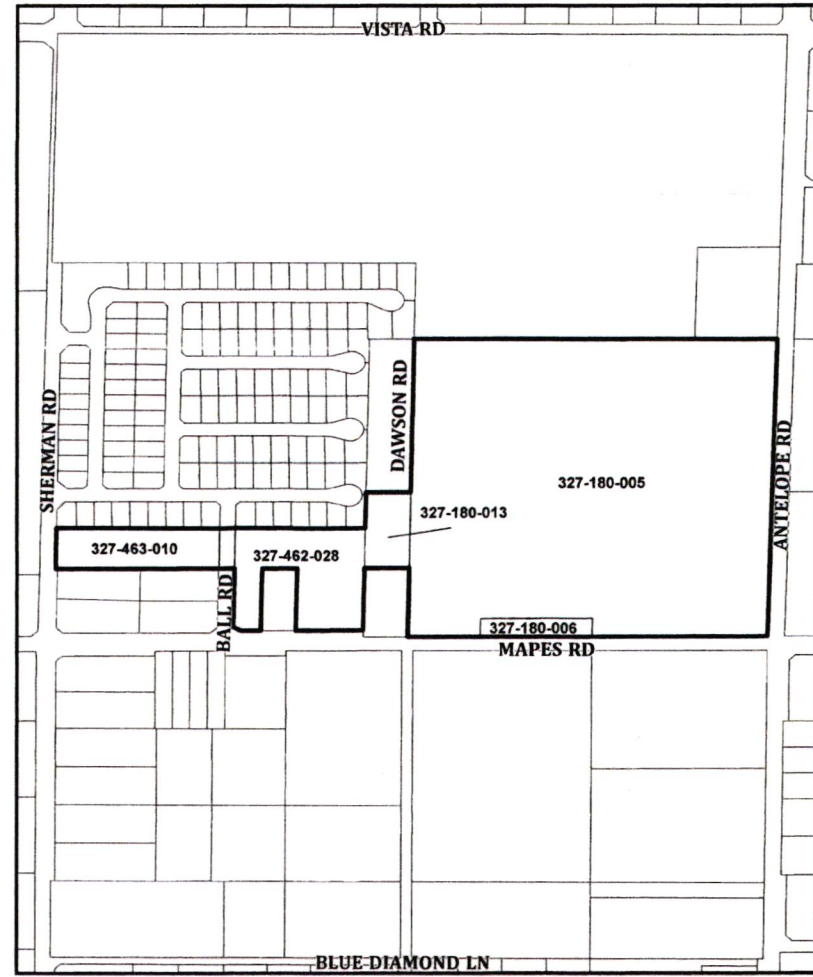 VISTA RD
SHERMAN RD
DAWSON RD
ANTELOPE RD
327-180-005
327-180-013
327-463-010
327-462-028
BALL RD
327-180-006
MAPES RD
BLUE DIAMOND LN